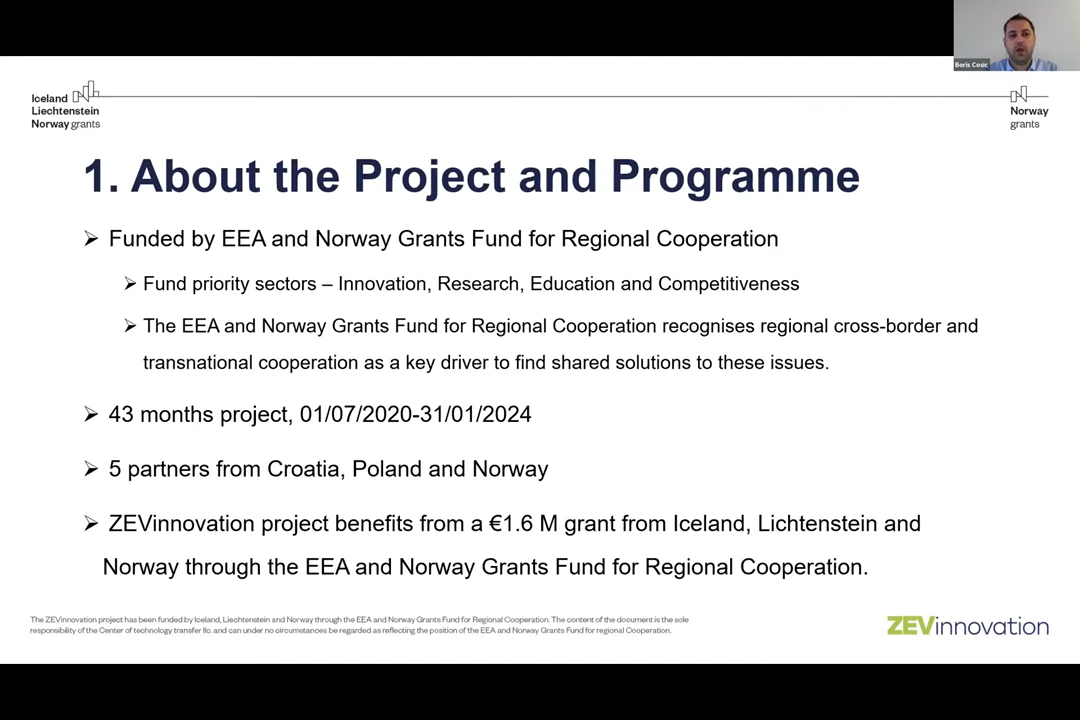 Boris Cosic
Iceland
Liechtenstein
Norway grants
Norway
grants
1. About the Project and Programme
Funded by EEA and Norway Grants Fund for Regional Cooperation
Fund priority sectors – Innovation, Research, Education and Competitiveness
The EEA and Norway Grants Fund for Regional Cooperation recognises regional cross-border and
transnational cooperation as a key driver to find shared solutions to these issues.
43 months project, 01/07/2020-31/01/2024
5 partners from Croatia, Poland and Norway
ZEVinnovation project benefits from a €1.6 M grant from Iceland, Lichtenstein and
Norway through the EEA and Norway Grants Fund for Regional Cooperation.
The ZEVinnovation project has been funded by Iceland, Liechtenstein and Norway through the EEA and Norway Grants Fund for Regional Cooperation. The content of the document is the sole
responsibility of the Center of technology transfer llc. and can under no circumstances be regarded as reflecting the position of the EEA and Norway Grants Fund for regional Cooperation.
ZEVinnovation